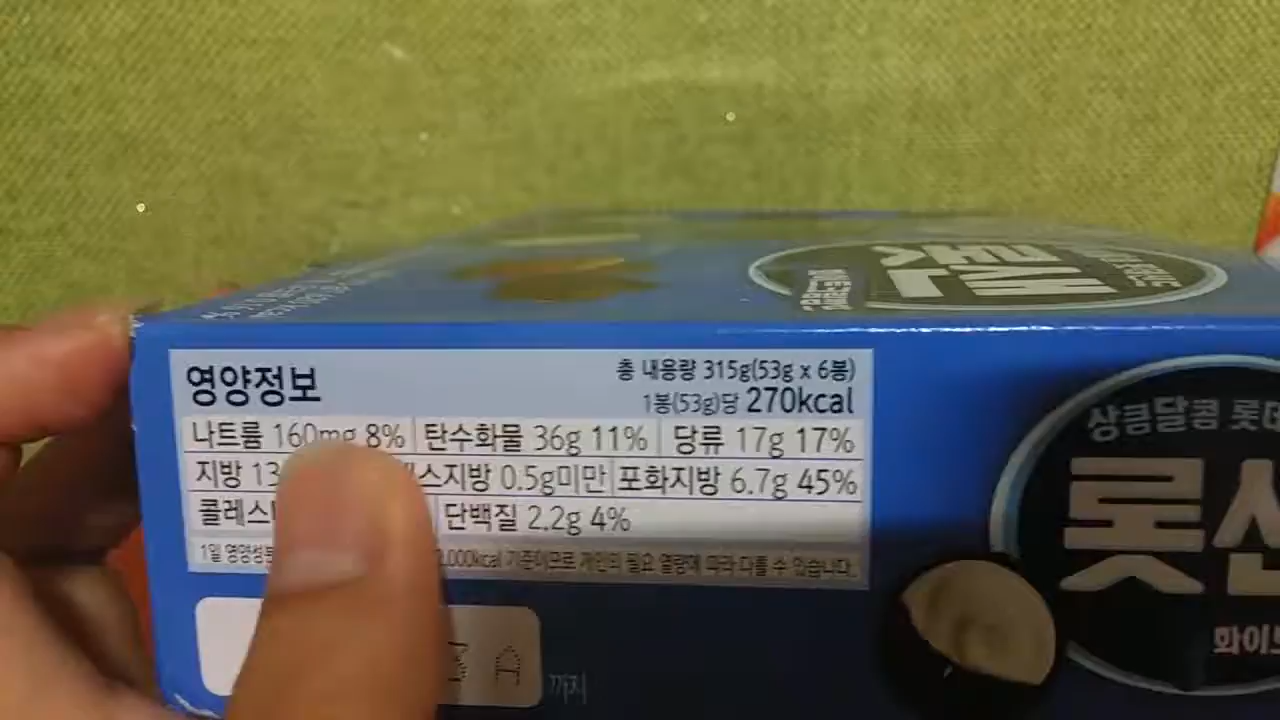 롯샌
영양정보
총 내용량 315g(53g x 6봉)
1봉(53g)당 270kcal
나트륨 160mg 8% 탄수화물 36g 11% 당류 17g 17%
지방 13 스지방 0.5g미만 포화지방 6.7g 45%
콜레스 단백질 2.2g 4%
1일 영양성분 2,000kcal 기준이므로 개인의 필요 열량에 따라 다를 수 있습니다.
A
까지
상큼달콤 롯데
롯샌
화이트